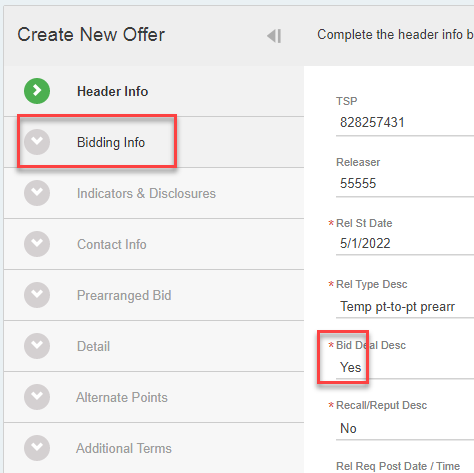 Create New Offer
Complete the header info b
Header Info
Bidding Info
Indicators & Disclosures
Contact Info
Prearranged Bid
Detail
Alternate Points
Additional Terms
TSP
828257431
Releaser
55555
* Rel St Date
5/1/2022
* Rel Type Desc
Temp pt-to-pt prearr
* Bid Deal Desc
Yes
* Recall/Reput Desc
No
Rel Req Post Date / Time